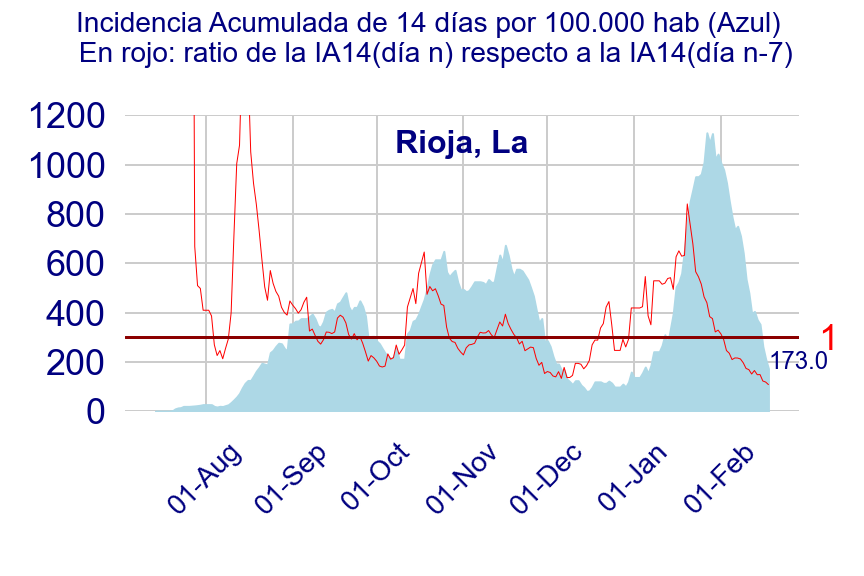 Incidencia Acumulada de 14 días por 100.000 hab (Azul)
En rojo: ratio de la IA14(día n) respecto a la IA14(día n-7)
Rioja, La
1200
1000
800
600
400
200
0
1
173.0
01-Aug
01-Sep
01-Oct
01-Nov
01-Dec
01-Jan
01-Feb